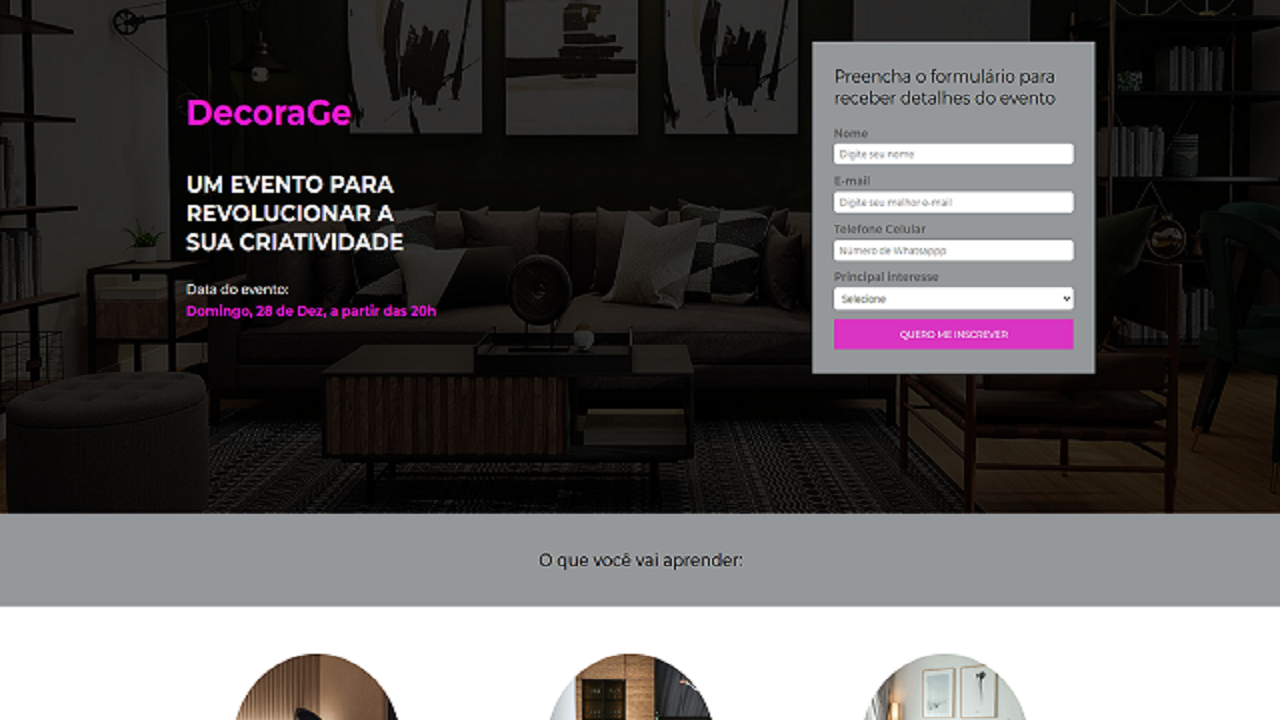 DecoraGe
UM EVENTO PARA
REVOLUCIONAR A
SUA CRIATIVIDADE
Data do evento:
Domingo, 28 de Dez, a partir das 20h
Preencha o formulário para
receber detalhes do evento
Nome
Digite seu nome
E-mail
Digite seu melhor e-mail
Telefone Celular
Número de Whatsappp
Principal interesse
Selecione
QUERO ME INSCREVER
O que você vai aprender: